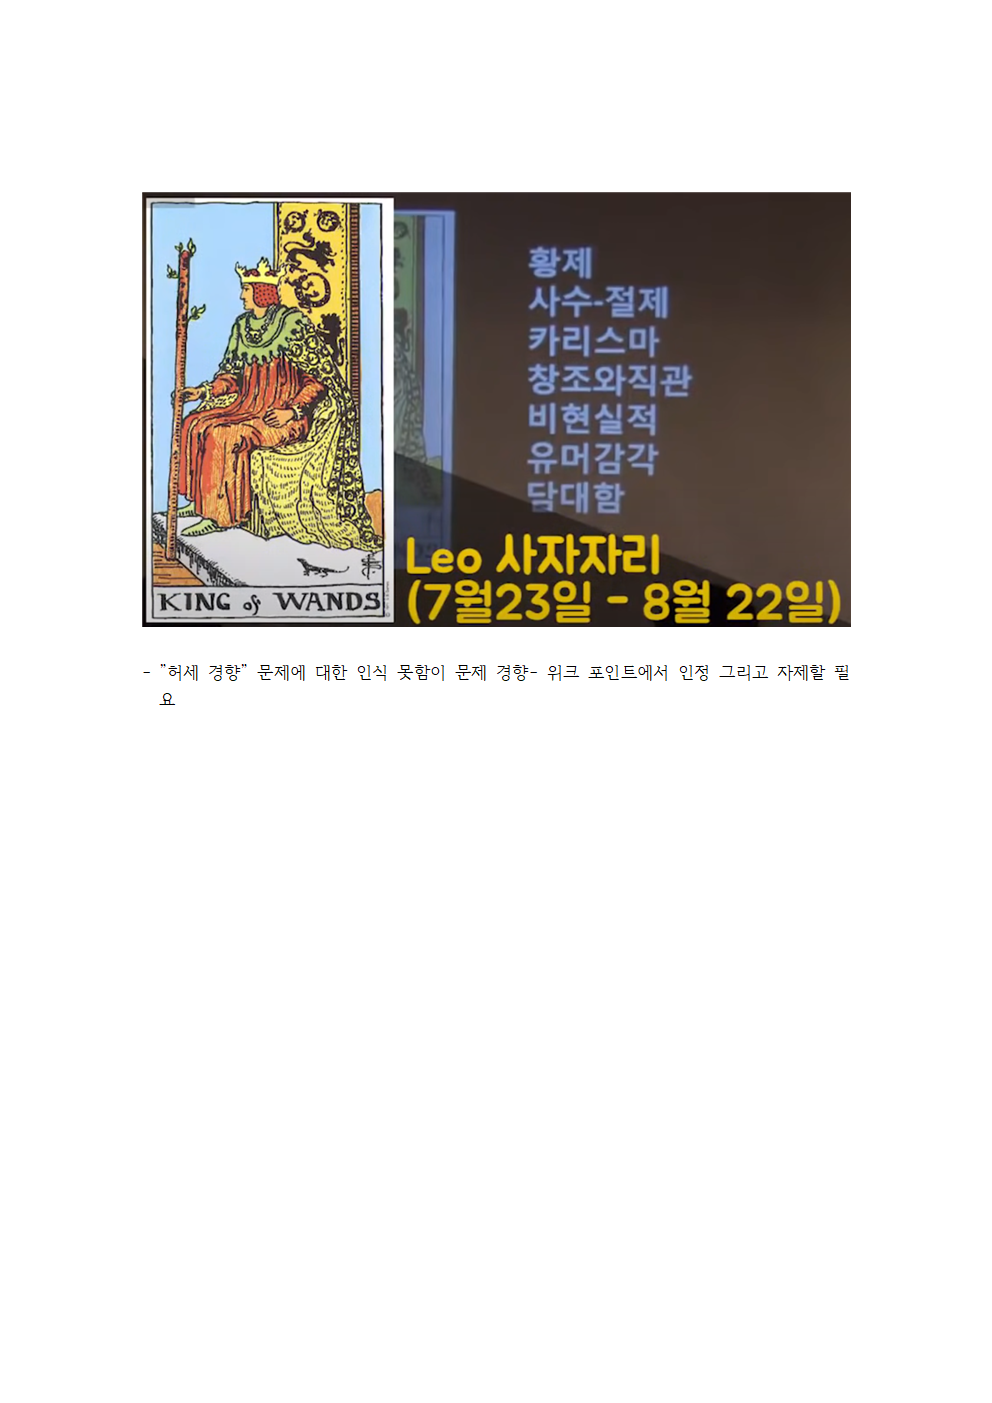 황제
사수-절제
카리스마
창조와직관
비현실적
유머감각
담대함
Leo 사자자리
(7월23일 - 8월 22일)
KING of WANDS
- ”허세 경향” 문제에 대한 인식 못함이 문제 경향- 위크 포인트에서 인정 그리고 자제할 필
요